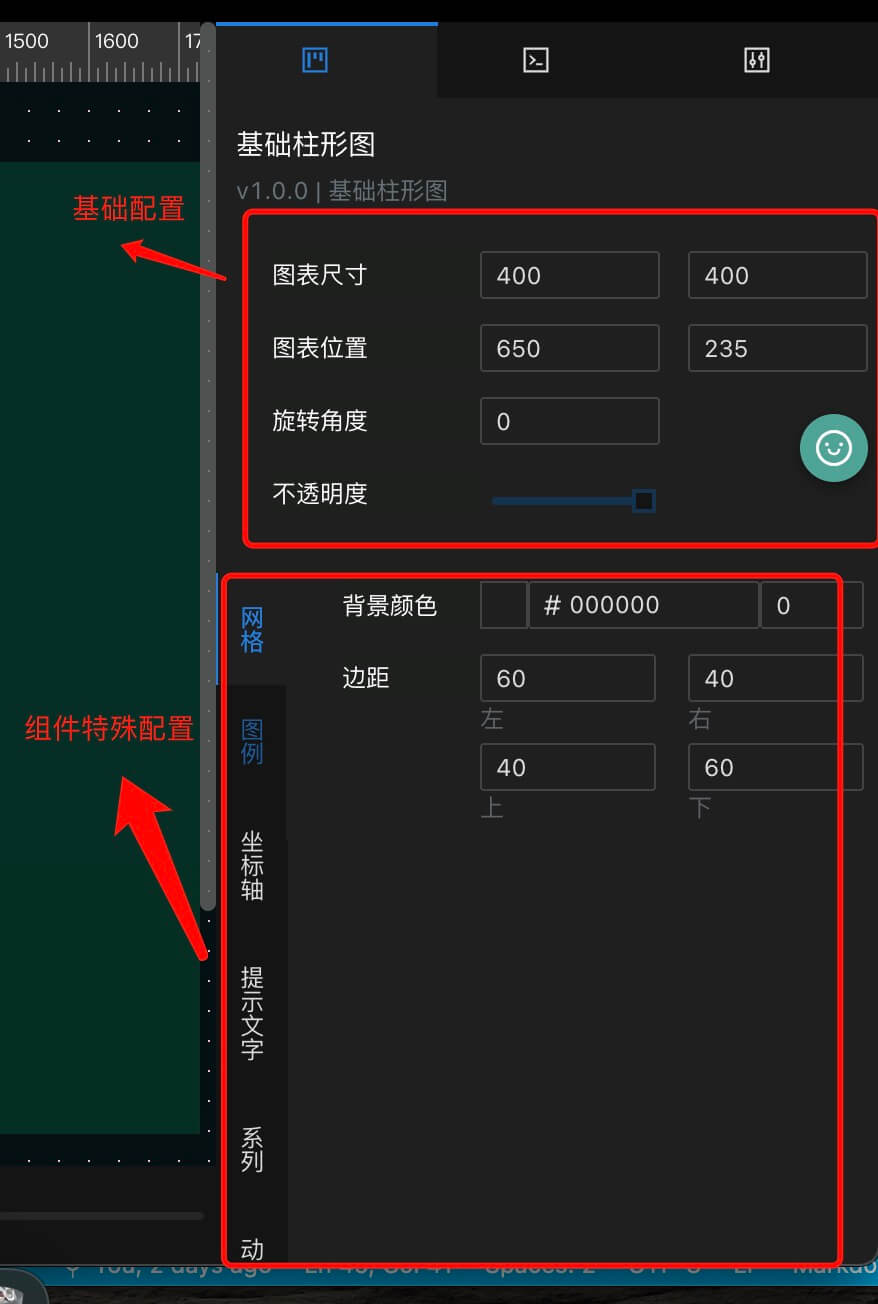 1500
1600
17
基础柱形图
v1.0.0 | 基础柱形图
基础配置
图表尺寸 400 400
图表位置 650 235
旋转角度 0
不透明度
网格
背景颜色 # 000000 0
边距 60 40
左 右
40 60
上 下
组件特殊配置
图例
坐标轴
提示文字
系列
动